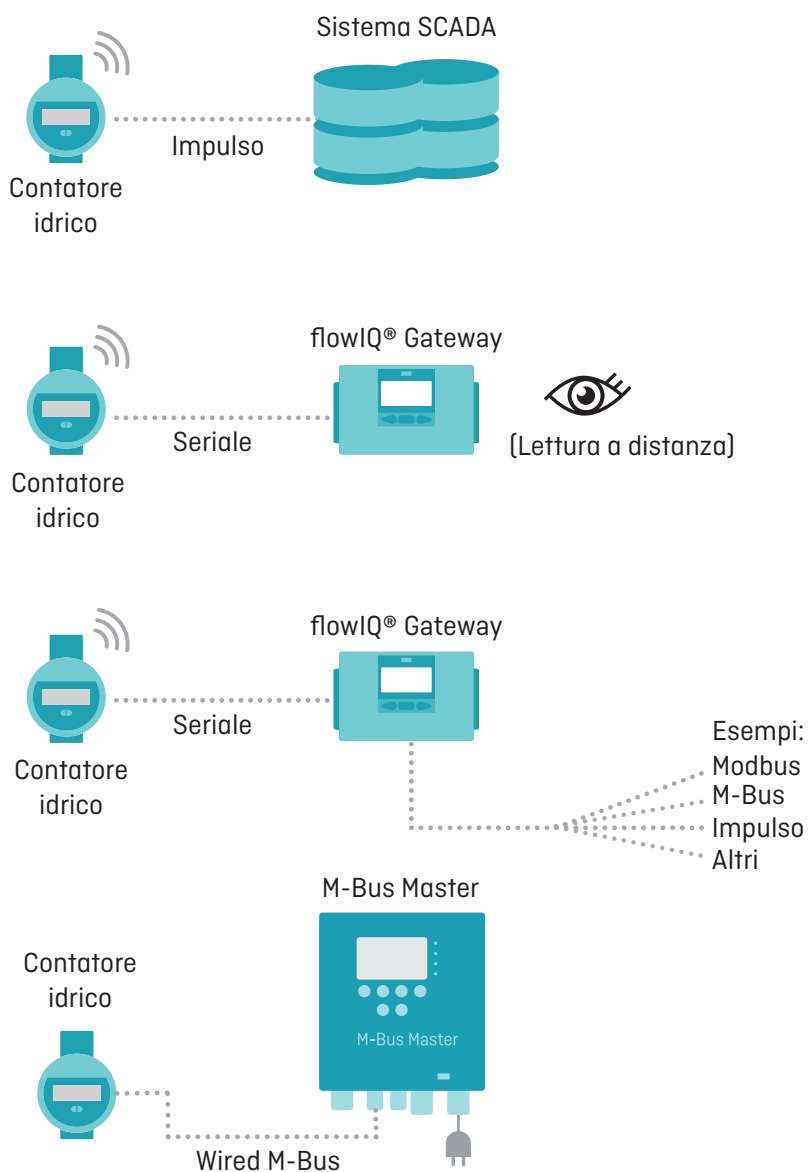 Sistema SCADA
Impulso
Contatore
idrico
flowIQ® Gateway
Seriale
(Lettura a distanza)
Contatore
idrico
flowIQ® Gateway
Seriale
Contatore
idrico
Esempi:
Modbus
M-Bus
Impulso
Altri
M-Bus Master
Contatore
idrico
M-Bus Master
Wired M-Bus